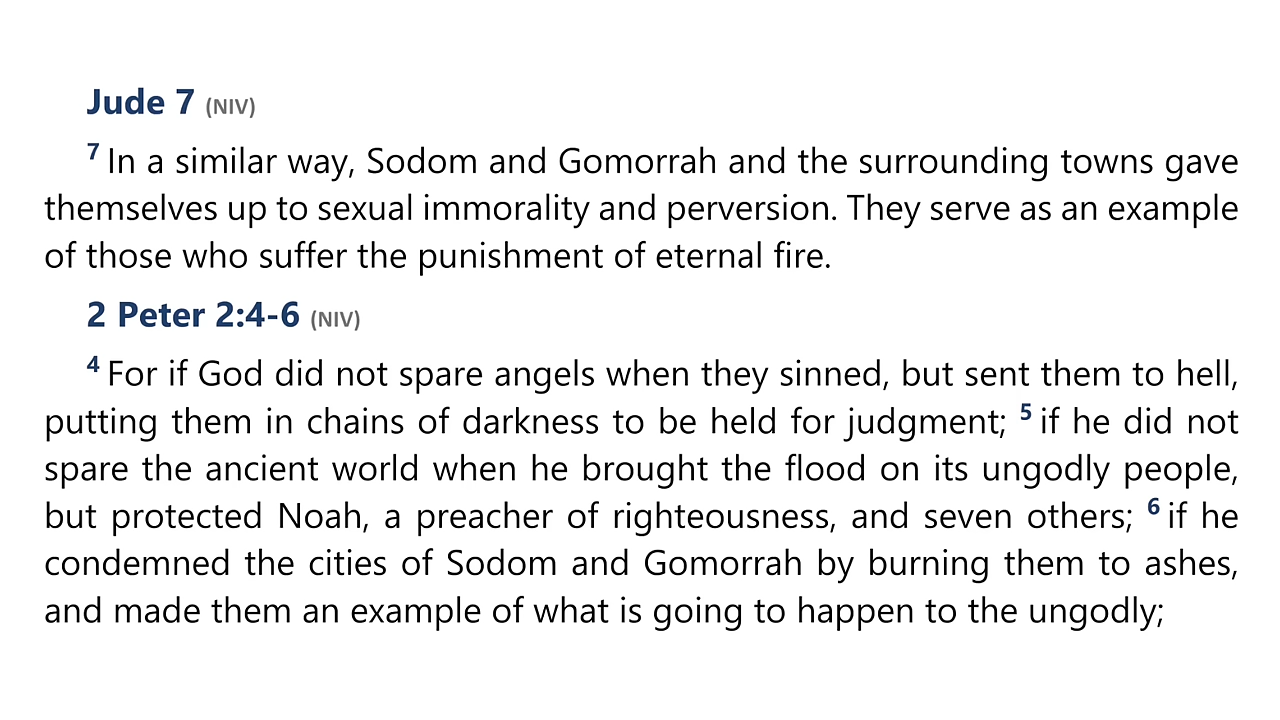 Jude 7 (NIV)
7 In a similar way, Sodom and Gomorrah and the surrounding towns gave
themselves up to sexual immorality and perversion. They serve as an example
of those who suffer the punishment of eternal fire.
2 Peter 2:4-6 (NIV)
4 For if God did not spare angels when they sinned, but sent them to hell,
putting them in chains of darkness to be held for judgment; 5 if he did not
spare the ancient world when he brought the flood on its ungodly people,
but protected Noah, a preacher of righteousness, and seven others; 6 if he
condemned the cities of Sodom and Gomorrah by burning them to ashes,
and made them an example of what is going to happen to the ungodly;